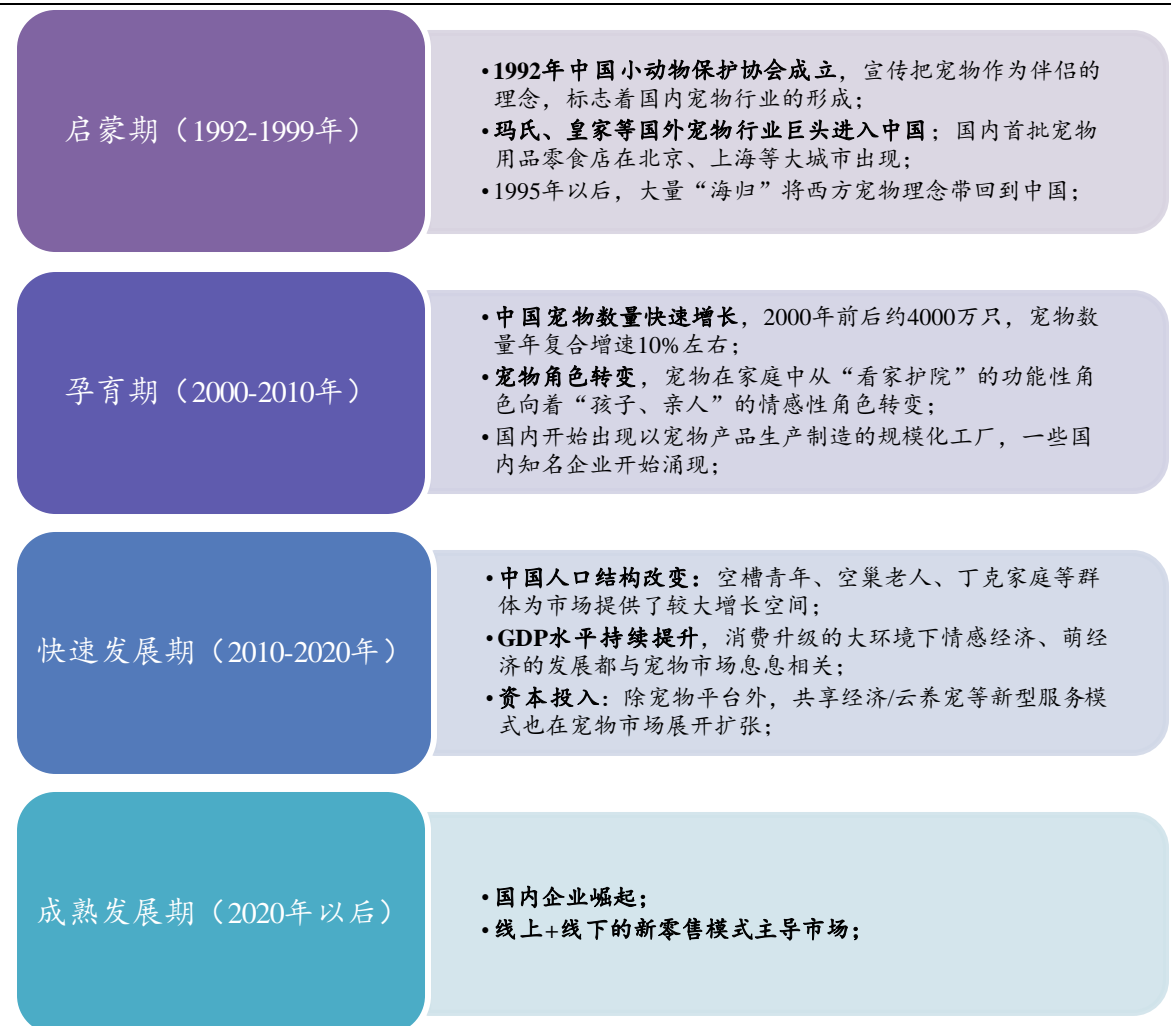 启蒙期（1992-1999年）
•1992年中国小动物保护协会成立，宣传把宠物作为伴侣的
理念，标志着国内宠物行业的形成；
•玛氏、皇家等国外宠物行业巨头进入中国；国内首批宠物
用品零食店在北京、上海等大城市出现；
•1995年以后，大量“海归”将西方宠物理念带回到中国；
孕育期（2000-2010年）
•中国宠物数量快速增长，2000年前后约4000万只，宠物数
量年复合增速10%左右；
•宠物角色转变，宠物在家庭中从“看家护院”的功能性角
色向着“孩子、亲人”的情感性角色转变；
•国内开始出现以宠物产品生产制造的规模化工厂，一些国
内知名企业开始涌现；
快速发展期（2010-2020年）
•中国人口结构改变：空槽青年、空巢老人、丁克家庭等群
体为市场提供了较大增长空间；
•GDP水平持续提升，消费升级的大环境下情感经济、萌经
济的发展都与宠物市场息息相关；
•资本投入：除宠物平台外，共享经济/云养宠等新型服务模
式也在宠物市场展开扩张；
成熟发展期（2020年以后）
•国内企业崛起；
•线上+线下的新零售模式主导市场；